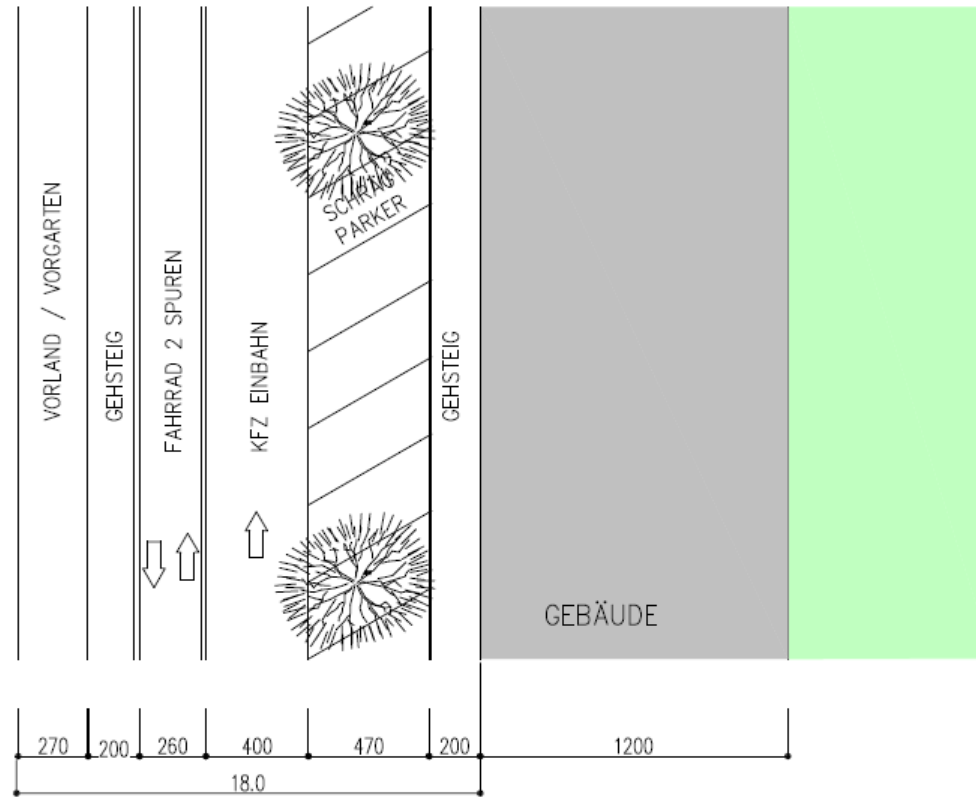 VORLAND / VORGARTEN
GEHSTEIG
FAHRRAD 2 SPUREN
KFZ EINBAHN
SCHRÄG
PARKER
GEHSTEIG
GEBÄUDE
270
200
260
400
470
200
1200
18.0